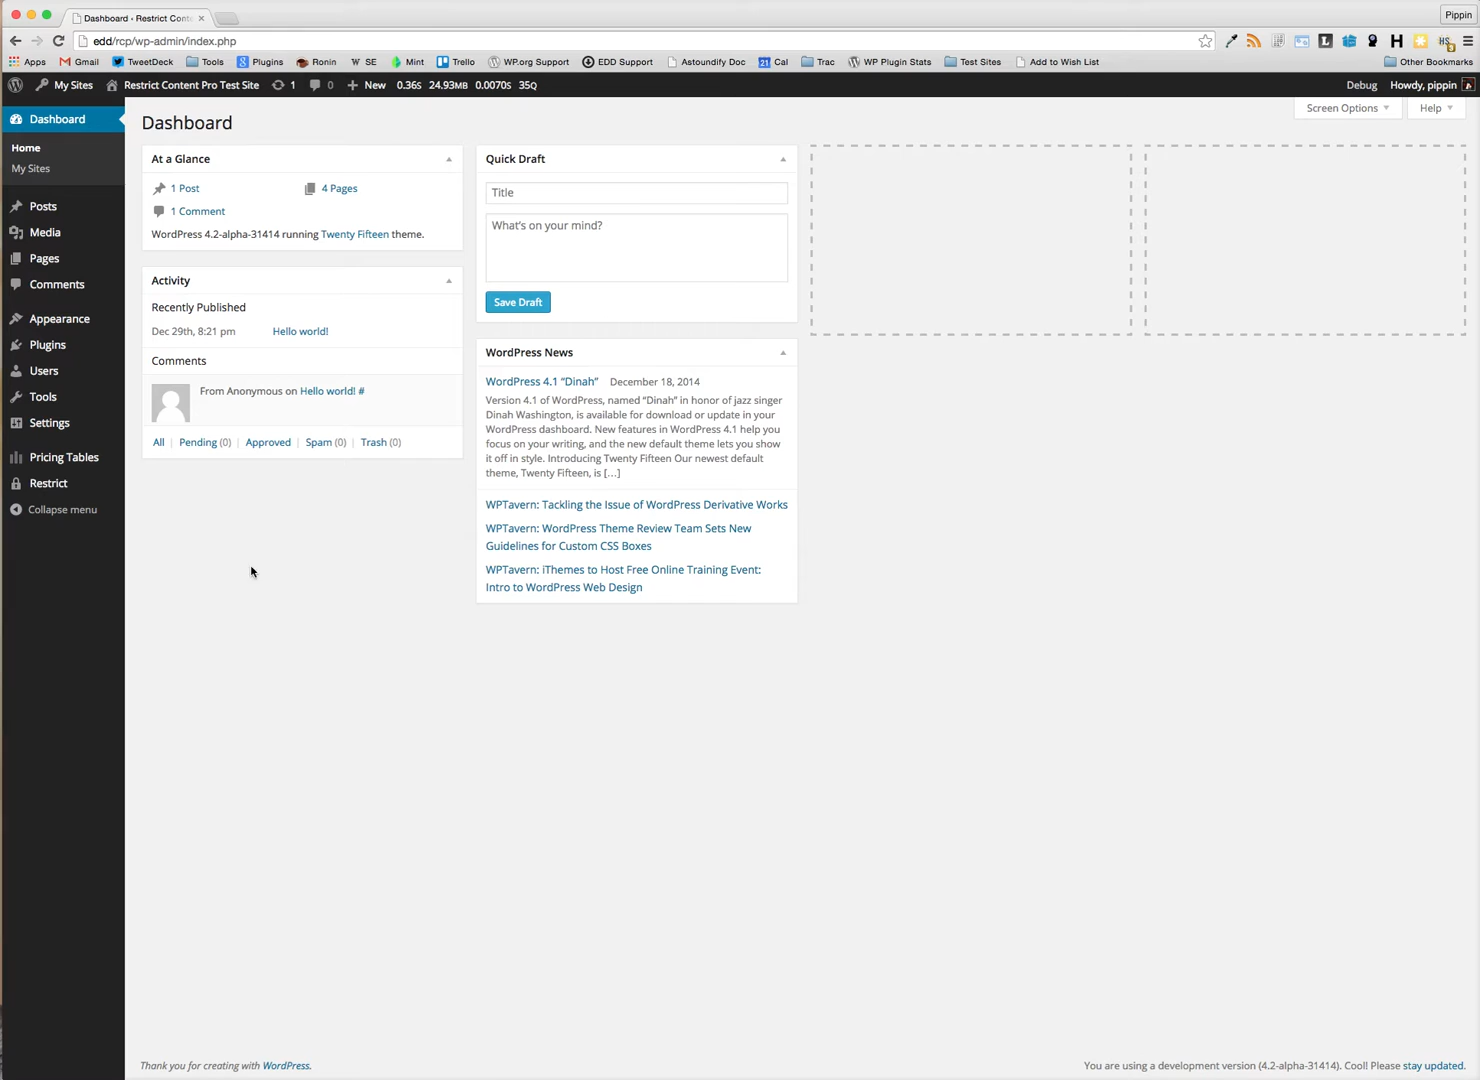 Dashboard ‹ Restrict Conte
Pippin
edd/rcp/wp-admin/index.php
Apps Gmail TweetDeck Tools Plugins Ronin SE Mint Trello WP.org Support EDD Support Astoundify Doc Cal Trac WP Plugin Stats Test Sites Add to Wish List Other Bookmarks
My Sites Restrict Content Pro Test Site 1 0 New 0.36s 24.93MB 0.0070s 35Q Debug Howdy, pippin
Screen Options Help
Dashboard
Home
My Sites
Posts
Media
Pages
Comments
Appearance
Plugins
Users
Tools
Settings
Pricing Tables
Restrict
Collapse menu
Dashboard
At a Glance
1 Post 4 Pages
1 Comment
WordPress 4.2-alpha-31414 running Twenty Fifteen theme.
Activity
Recently Published
Dec 29th, 8:21 pm Hello world!
Comments
From Anonymous on Hello world! #
All | Pending (0) | Approved | Spam (0) | Trash (0)
Quick Draft
Title
What's on your mind?
Save Draft
WordPress News
WordPress 4.1 “Dinah” December 18, 2014
Version 4.1 of WordPress, named “Dinah” in honor of jazz singer
Dinah Washington, is available for download or update in your
WordPress dashboard. New features in WordPress 4.1 help you
focus on your writing, and the new default theme lets you show
it off in style. Introducing Twenty Fifteen Our newest default
theme, Twenty Fifteen, is […]
WPTavern: Tackling the Issue of WordPress Derivative Works
WPTavern: WordPress Theme Review Team Sets New
Guidelines for Custom CSS Boxes
WPTavern: iThemes to Host Free Online Training Event:
Intro to WordPress Web Design
Thank you for creating with WordPress.
You are using a development version (4.2-alpha-31414). Cool! Please stay updated.